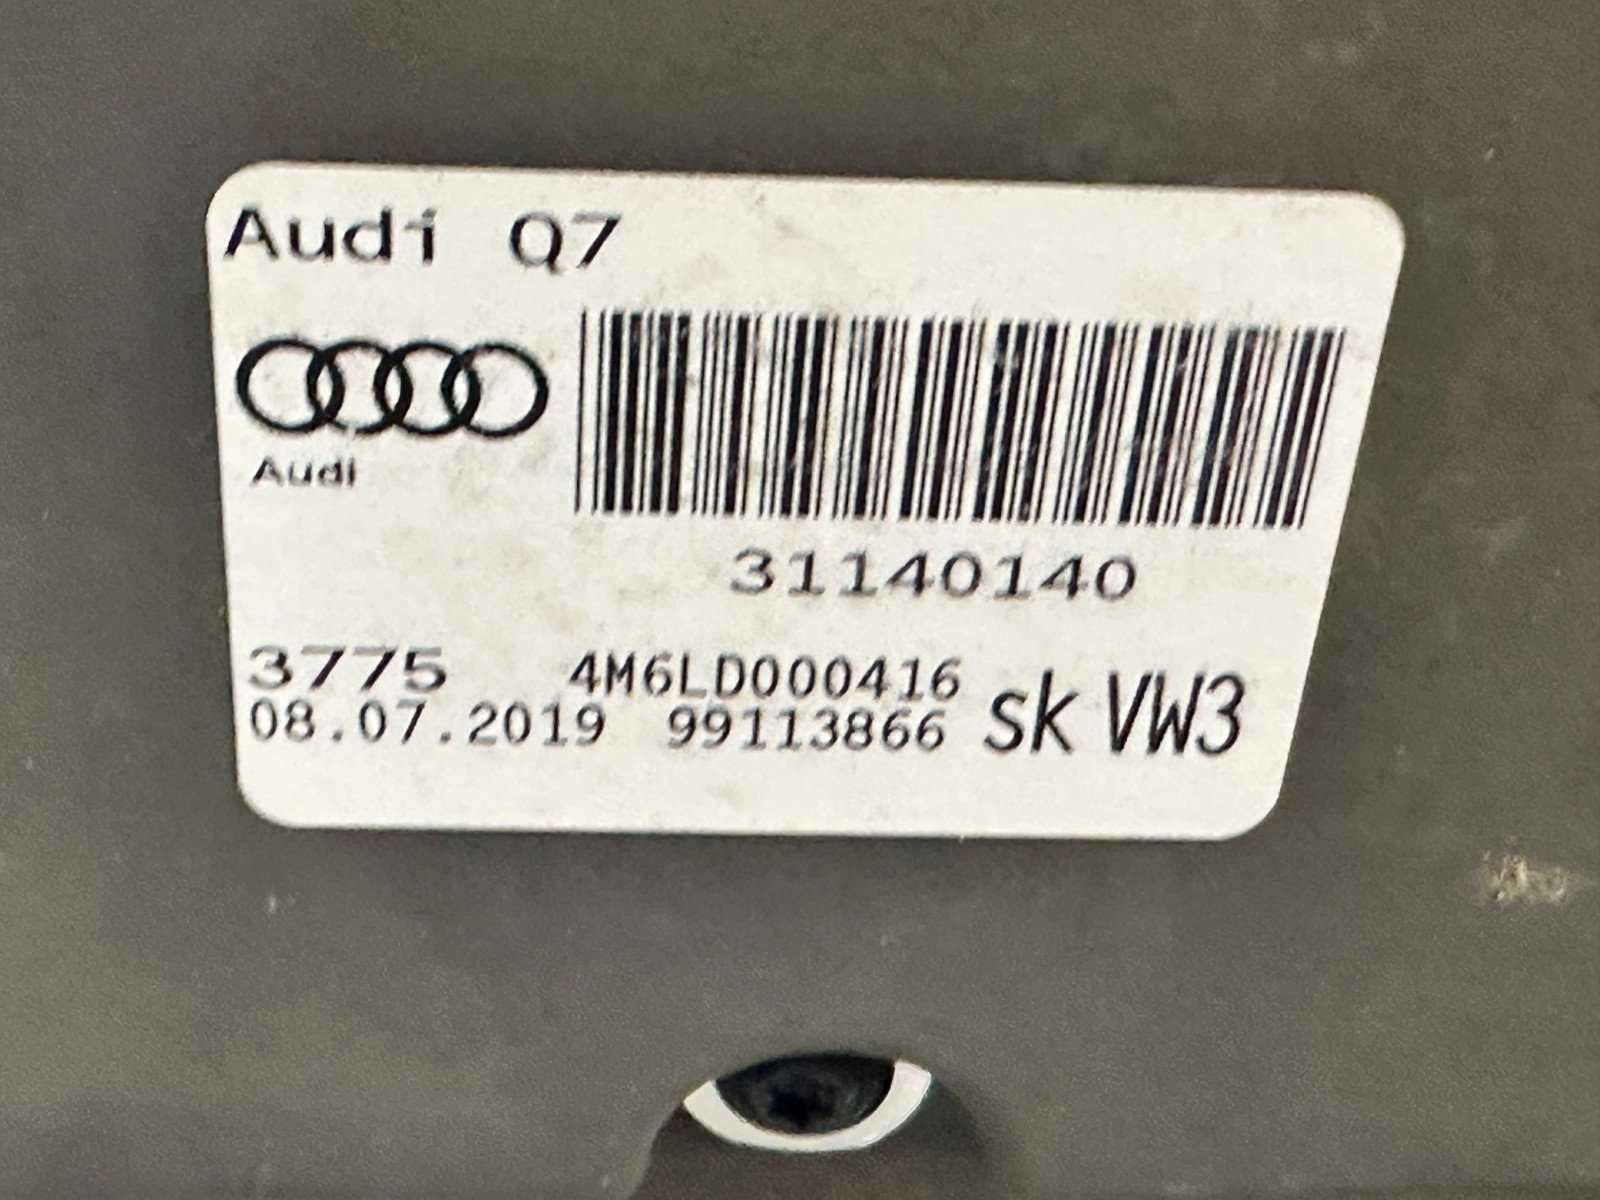 Audi Q7
Audi
31140140
3775 4M6LD000416
08.07.2019 99113866 sk VW3